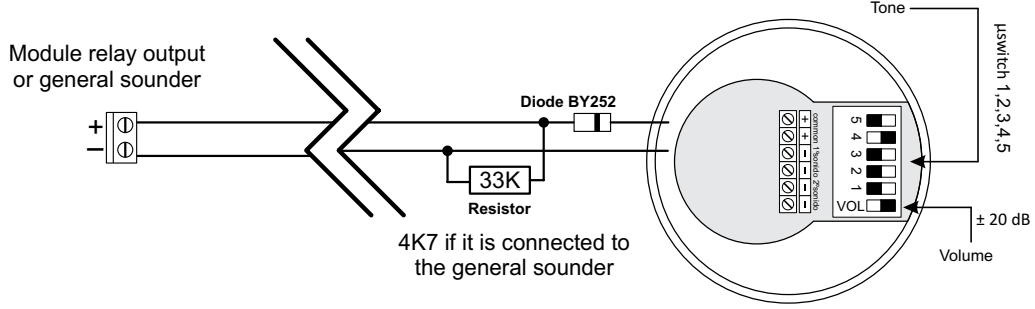 Tone
µswitch 1,2,3,4,5
Module relay output
or general sounder
Diode BY252
+
−
33K
Resistor
4K7 if it is connected to
the general sounder
+
+
-
-
-
-
common 1ºsonido 2ºsonido
5
4
3
2
1
VOL
± 20 dB
Volume